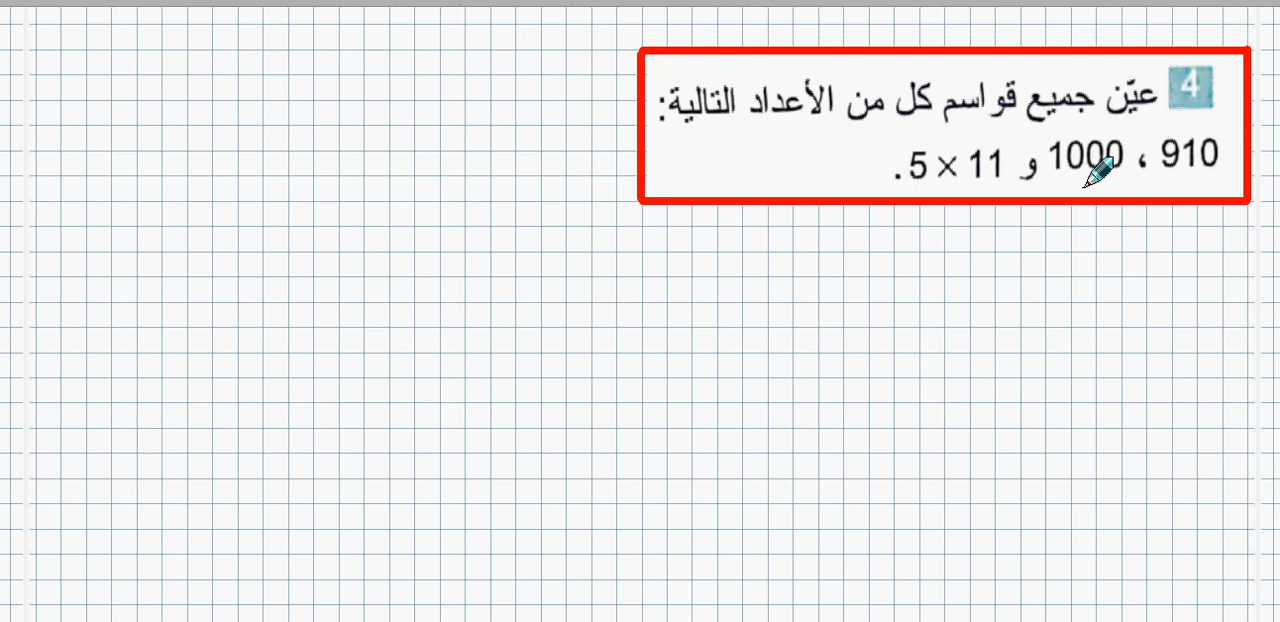 4 عيّن جميع قواسم كل من الأعداد التالية:
910 ، 1000 و 11 × 5 .